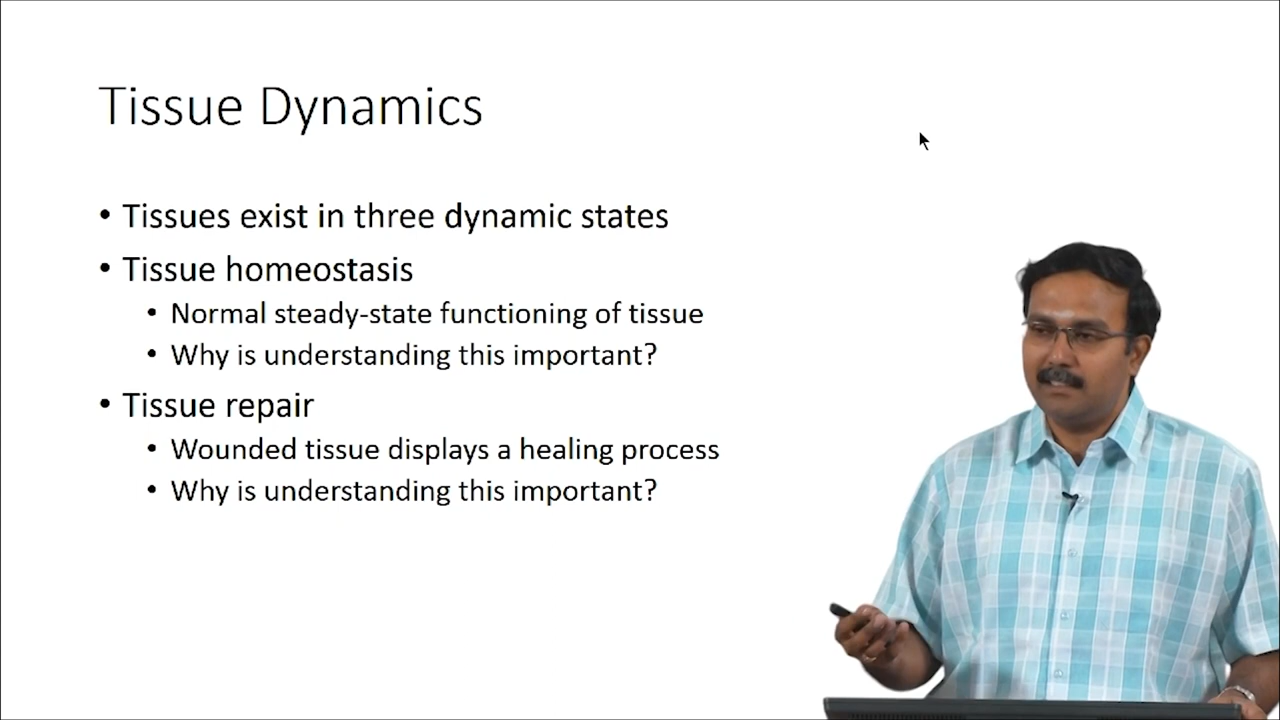 Tissue Dynamics
• Tissues exist in three dynamic states
• Tissue homeostasis
• Normal steady-state functioning of tissue
• Why is understanding this important?
• Tissue repair
• Wounded tissue displays a healing process
• Why is understanding this important?